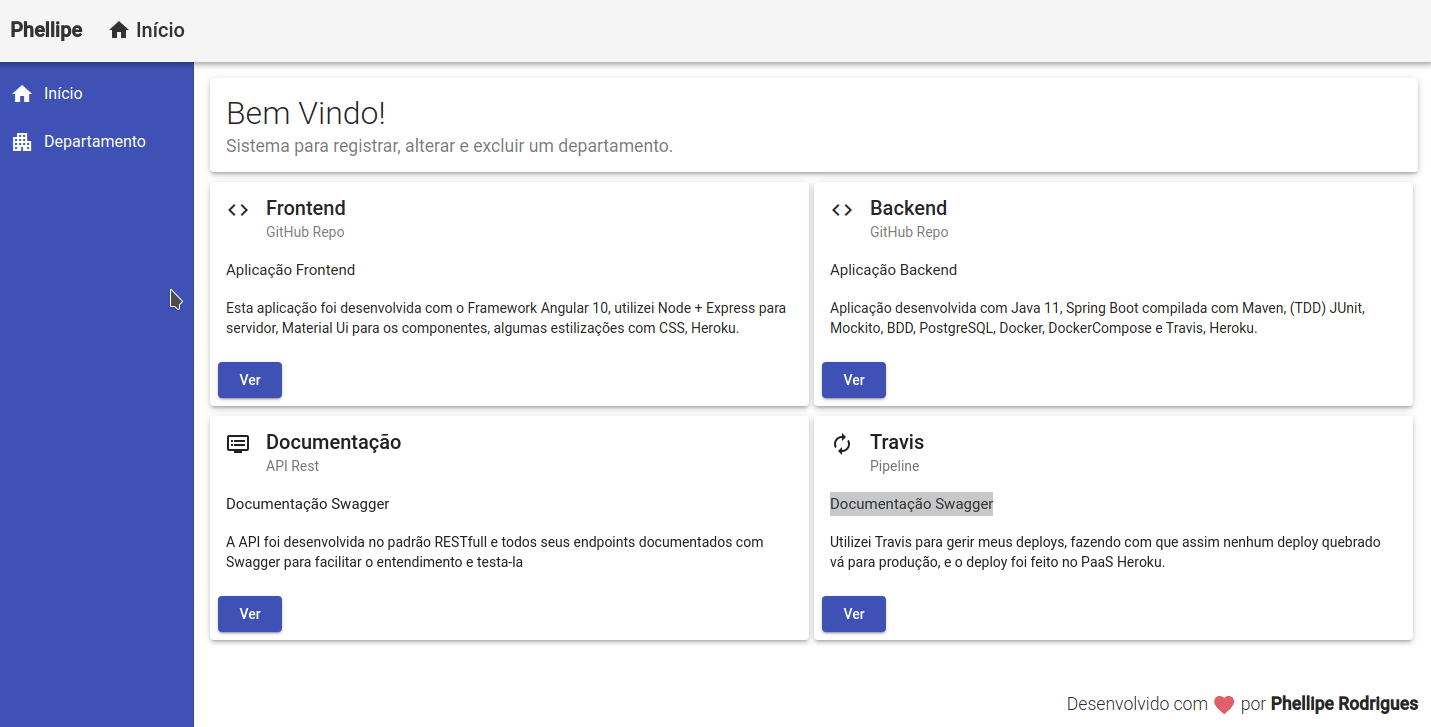 Phellipe
Início
Início
Departamento
Bem Vindo!
Sistema para registrar, alterar e excluir um departamento.
Frontend
GitHub Repo
Aplicação Frontend
Esta aplicação foi desenvolvida com o Framework Angular 10, utilizei Node + Express para
servidor, Material Ui para os componentes, algumas estilizações com CSS, Heroku.
Ver
Backend
GitHub Repo
Aplicação Backend
Aplicação desenvolvida com Java 11, Spring Boot compilada com Maven, (TDD) JUnit,
Mockito, BDD, PostgreSQL, Docker, DockerCompose e Travis, Heroku.
Ver
Documentação
API Rest
Documentação Swagger
A API foi desenvolvida no padrão RESTfull e todos seus endpoints documentados com
Swagger para facilitar o entendimento e testa-la
Ver
Travis
Pipeline
Documentação Swagger
Utilizei Travis para gerir meus deploys, fazendo com que assim nenhum deploy quebrado
vá para produção, e o deploy foi feito no PaaS Heroku.
Ver
Desenvolvido com ❤ por Phellipe Rodrigues